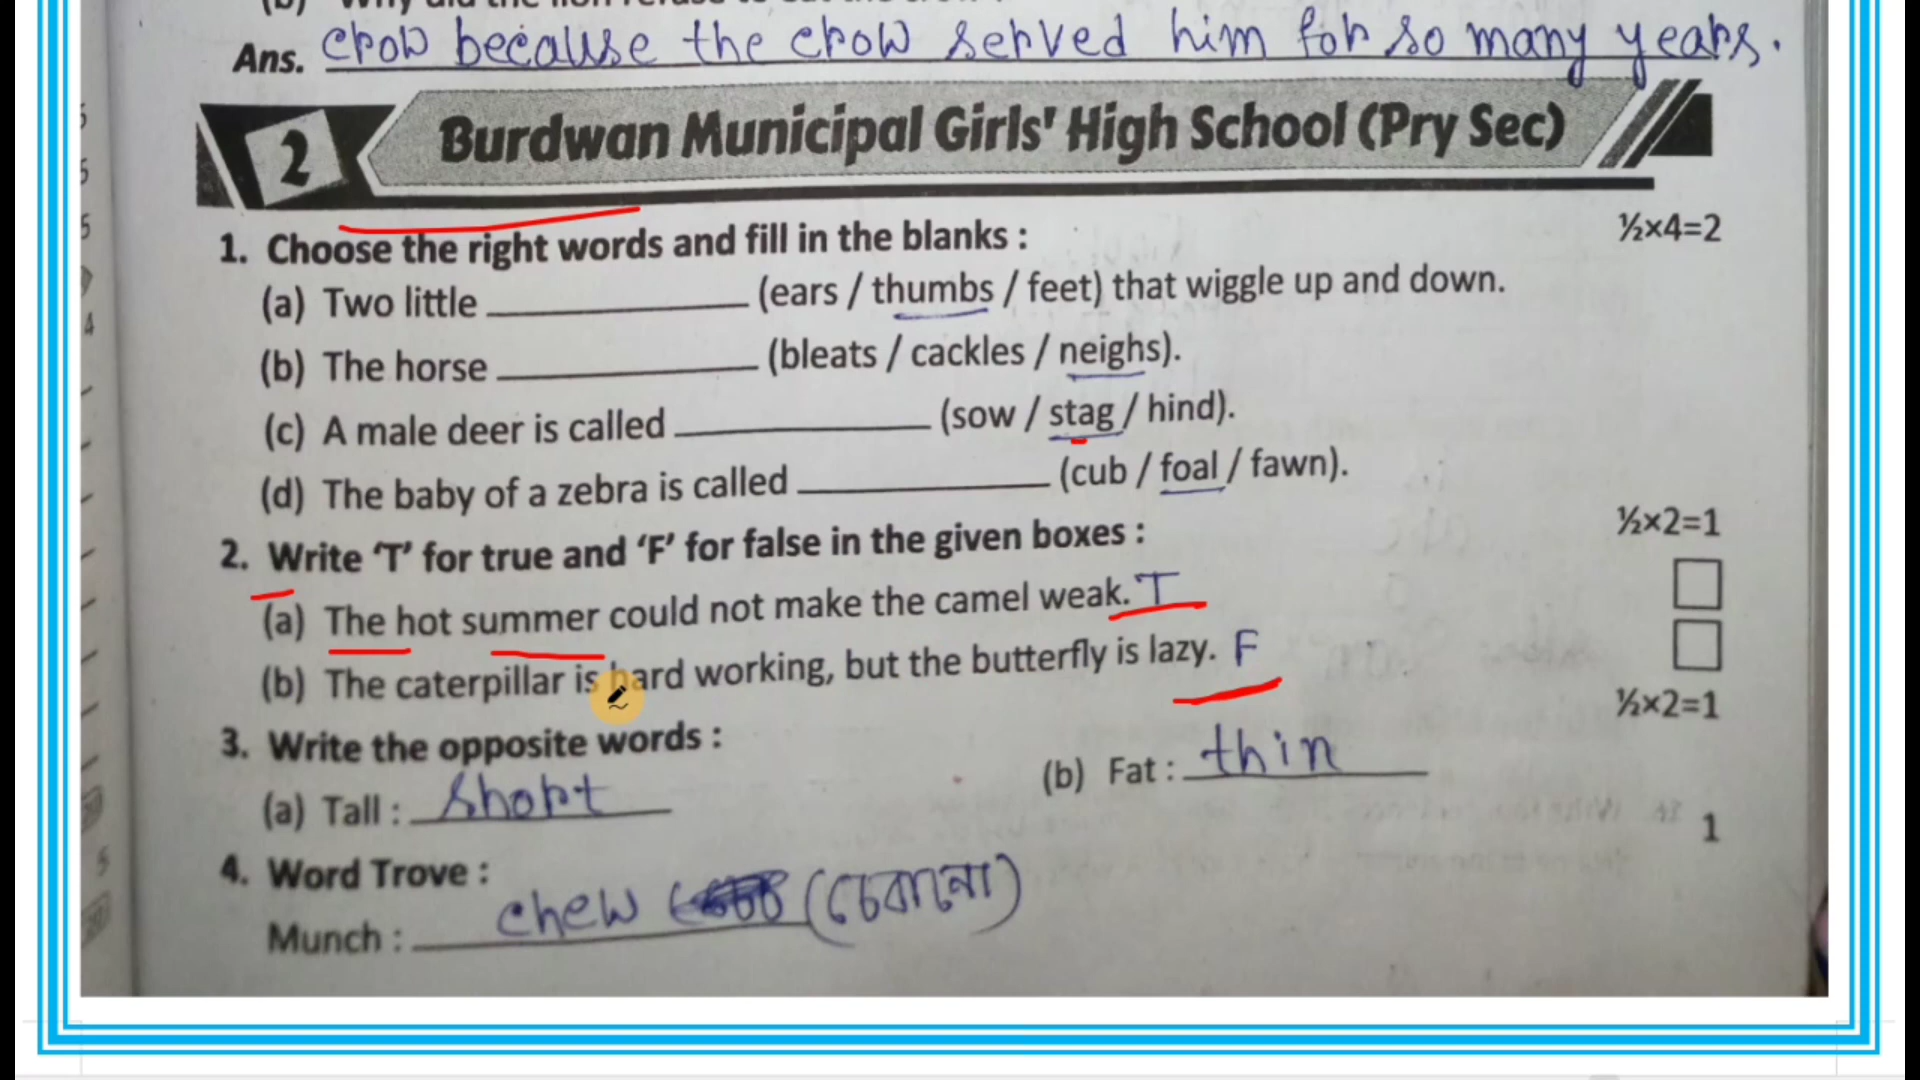 Ans. crow because the crow served him for so many years.
2 Burdwan Municipal Girls' High School (Pry Sec)
1. Choose the right words and fill in the blanks : ½×4=2
(a) Two little ____________ (ears / thumbs / feet) that wiggle up and down.
(b) The horse ____________ (bleats / cackles / neighs).
(c) A male deer is called ____________ (sow / stag / hind).
(d) The baby of a zebra is called ____________ (cub / foal / fawn).
2. Write ‘T’ for true and ‘F’ for false in the given boxes : ½×2=1
(a) The hot summer could not make the camel weak. T
(b) The caterpillar is hard working, but the butterfly is lazy. F
3. Write the opposite words : ½×2=1
(a) Tall : short (b) Fat : thin
4. Word Trove : 1
Munch : chew (চেবানো)